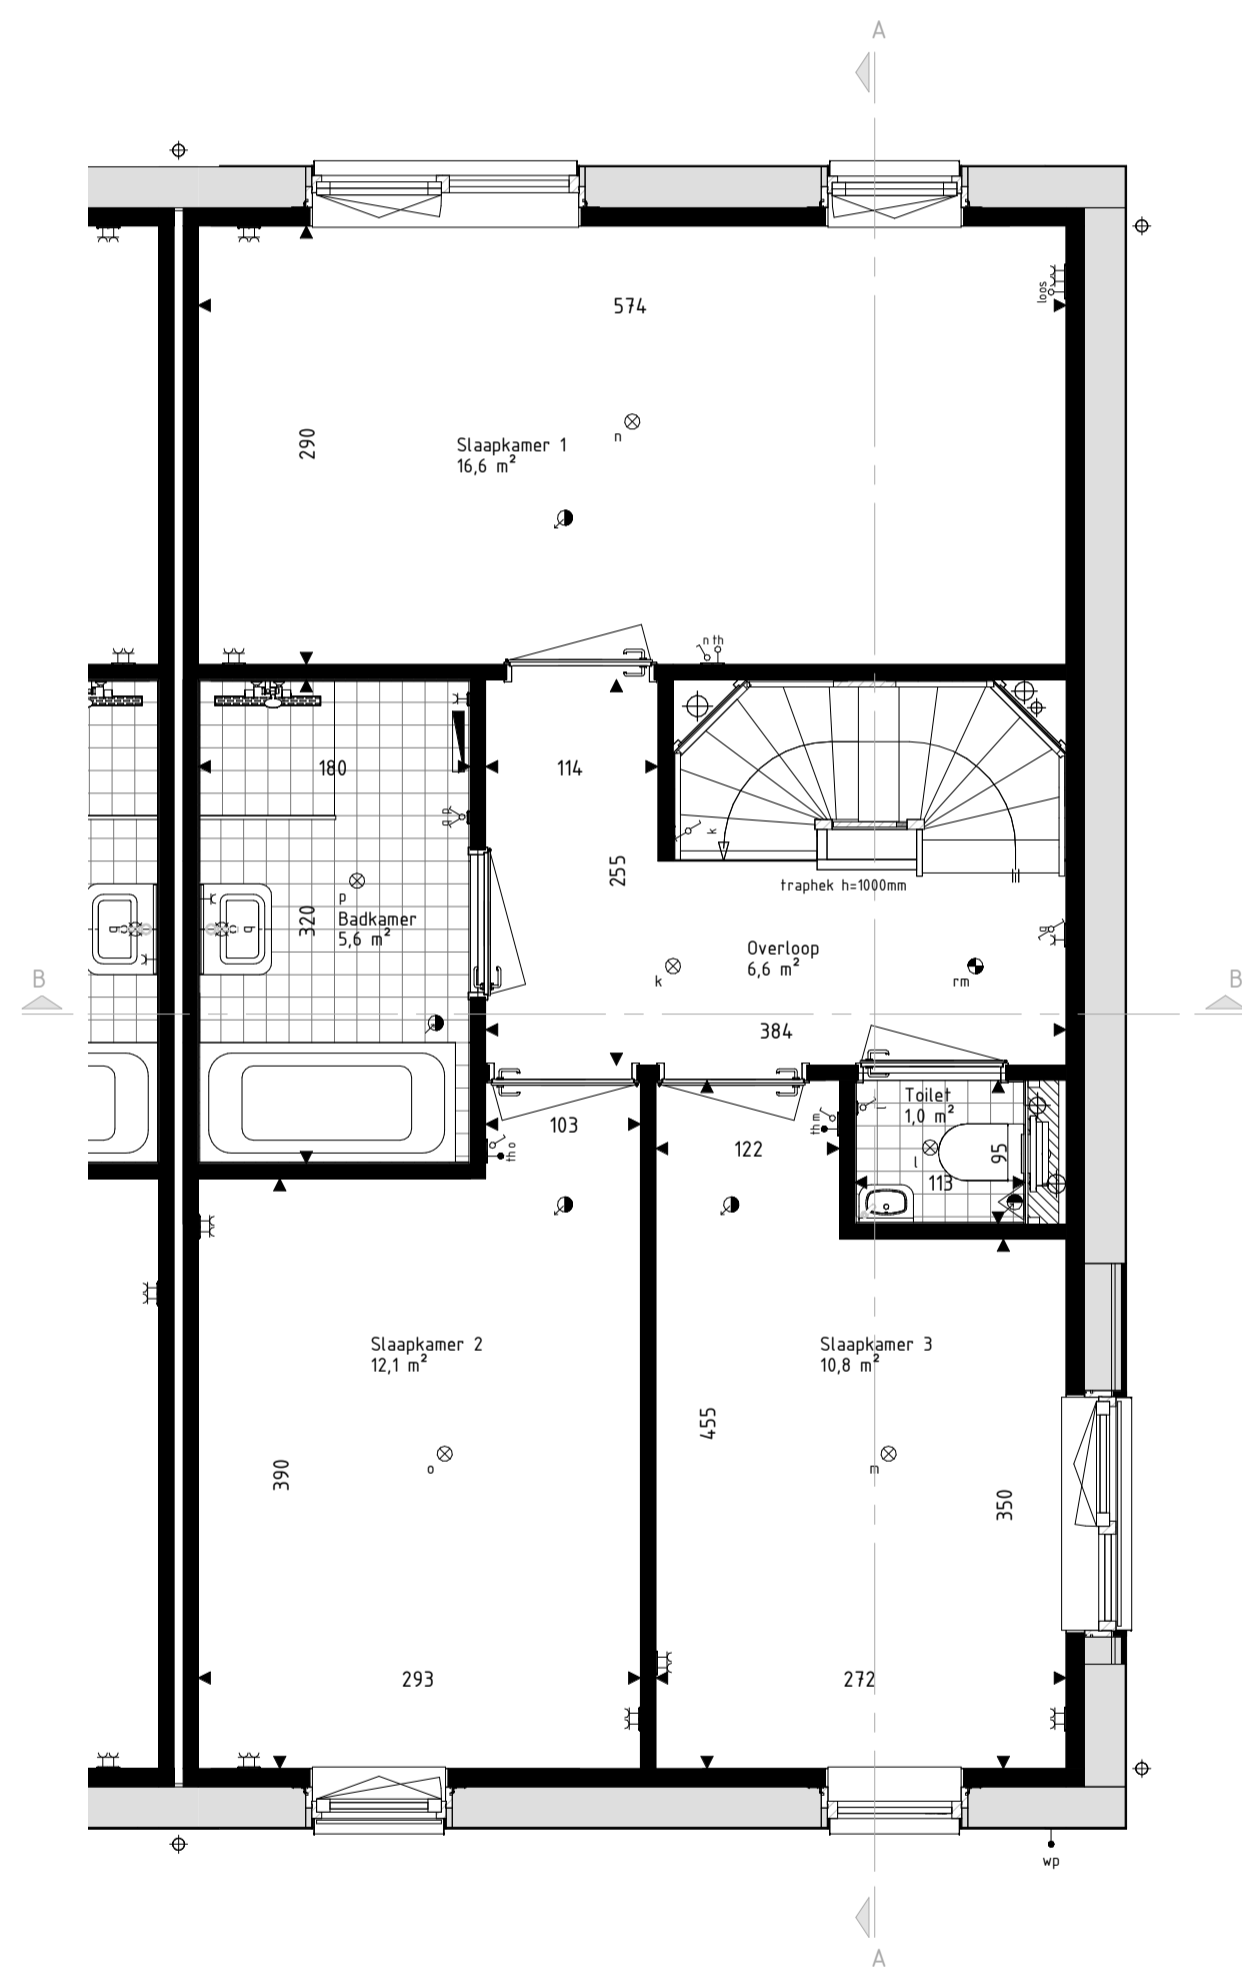 A
574
loos
290
n
Slaapkamer 1
16,6 m²
n th
180
114
k
255
traphek h=1000mm
p
Badkamer
5,6 m²
320
q
q
Overloop
6,6 m²
k
rm
B
B
384
Toilet
1,0 m²
l
103
th o
th m
122
l
95
113
Slaapkamer 2
12,1 m²
Slaapkamer 3
10,8 m²
455
390
o
m
350
293
272
wp
A